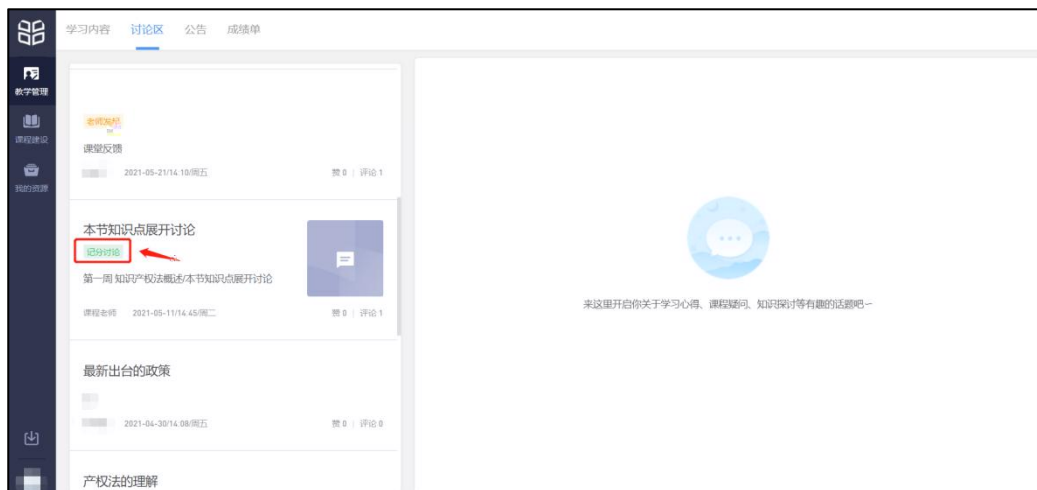 学习内容 讨论区 公告 成绩单
教学管理
课程建设
我的资源
老师发起
课堂反馈
2021-05-21/14:10/周五 赞 0 | 评论 1
本节知识点展开讨论
记分讨论
第一周 知识产权法概述/本节知识点展开讨论
课程老师 2021-05-11/14:45/周二 赞 0 | 评论 1
最新出台的政策
2021-04-30/14:08/周五 赞 0 | 评论 0
产权法的理解
来这里开启你关于学习心得、课程疑问、知识探讨等有趣的话题吧~